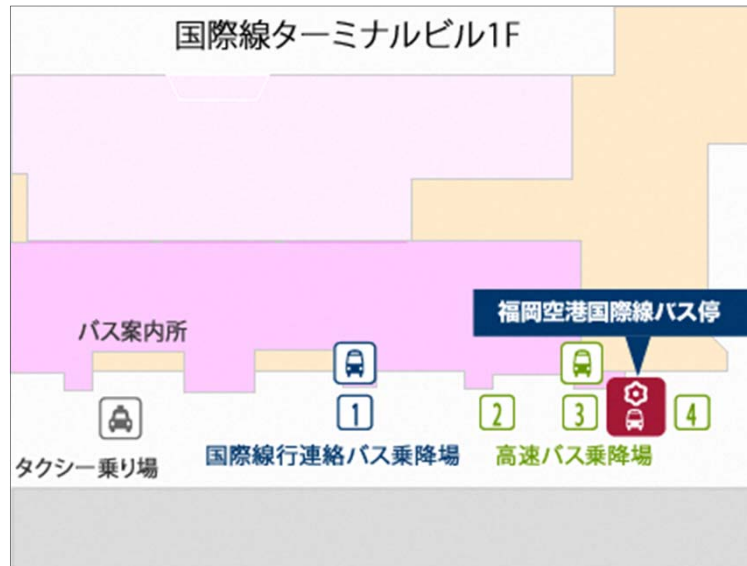 国際線ターミナルビル1F
福岡空港国際線バス停
バス案内所
1
2
3
4
国際線行連絡バス乗降場
高速バス乗降場
タクシー乗り場